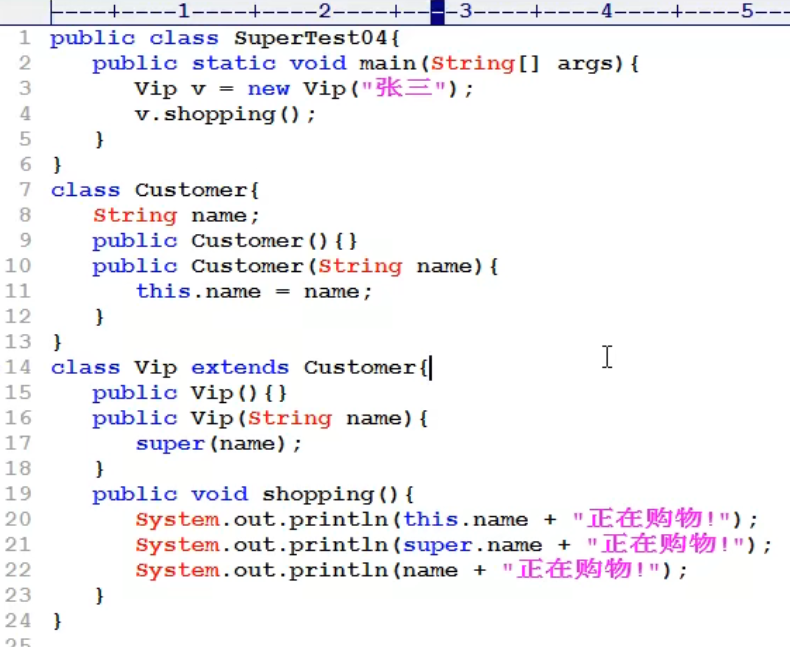 ----+----1----+----2----+----3----+----4----+----5---
1 public class SuperTest04{
2 public static void main(String[] args){
3 Vip v = new Vip("张三");
4 v.shopping();
5 }
6 }
7 class Customer{
8 String name;
9 public Customer(){}
10 public Customer(String name){
11 this.name = name;
12 }
13 }
14 class Vip extends Customer{
15 public Vip(){}
16 public Vip(String name){
17 super(name);
18 }
19 public void shopping(){
20 System.out.println(this.name + "正在购物!");
21 System.out.println(super.name + "正在购物!");
22 System.out.println(name + "正在购物!");
23 }
24 }
25